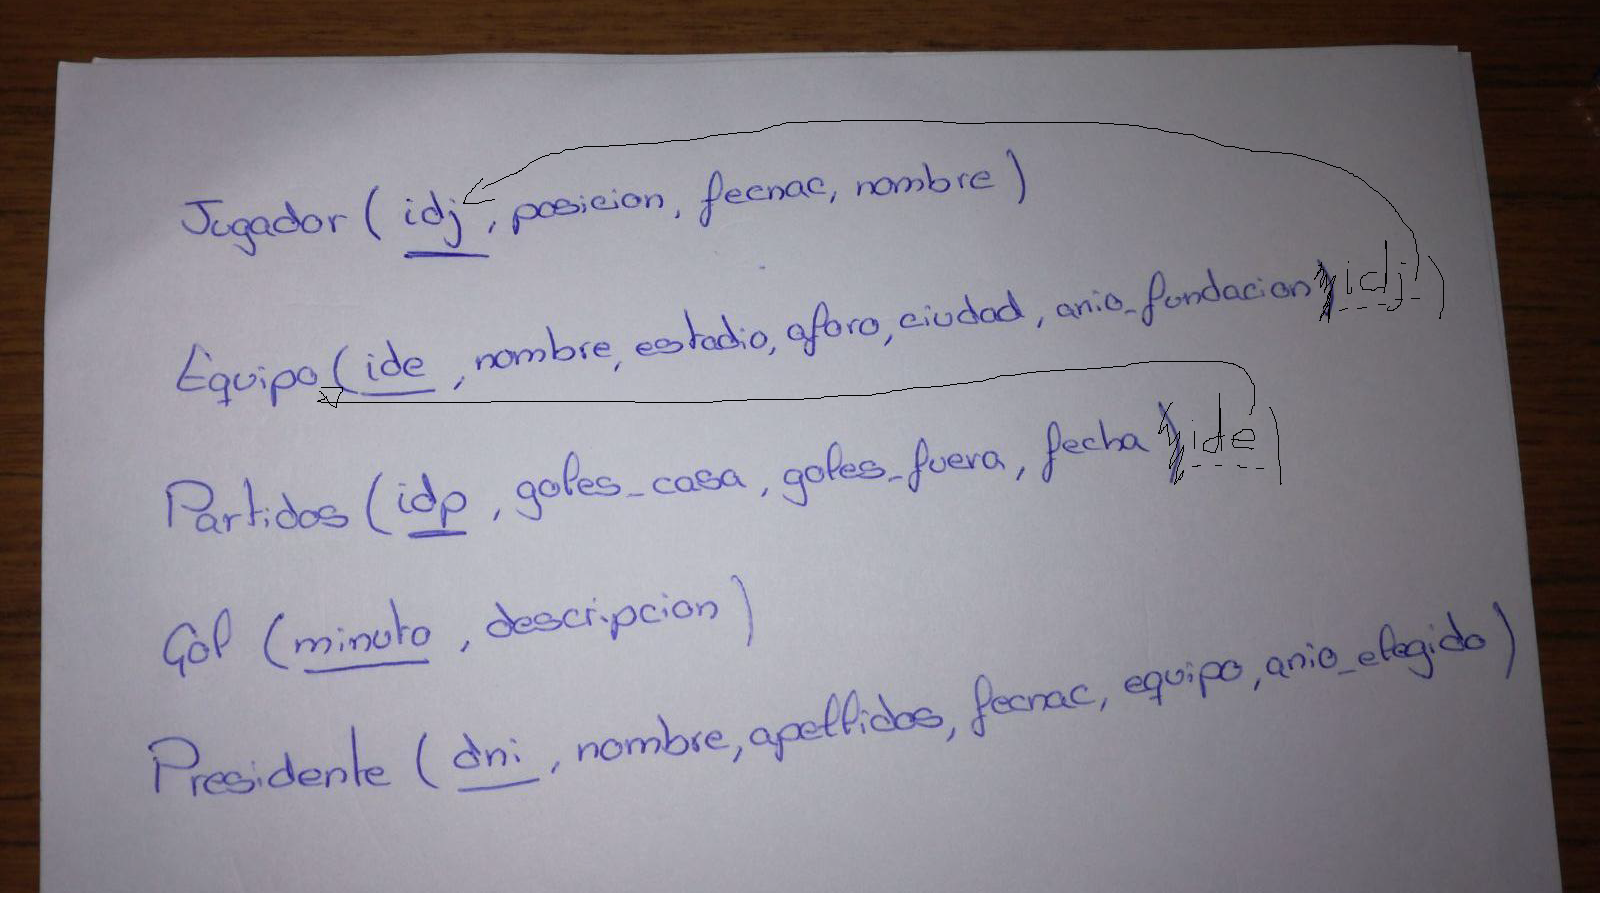 Jugador (idj, posicion, fecnac, nombre)
Equipo (ide, nombre, estadio, aforo, ciudad, anio_fundacion, idj)
Partidos (idp, goles_casa, goles_fuera, fecha, ide)
Gol (minuto, descripcion)
Presidente (dni, nombre, apellidos, fecnac, equipo, anio_elegido)